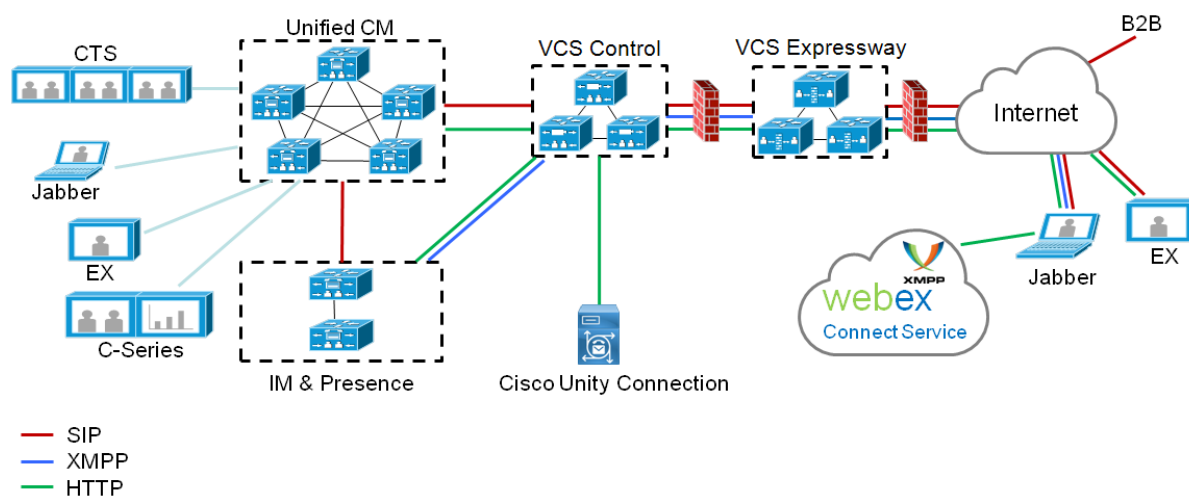 Unified CM
CTS
VCS Control
VCS Expressway
B2B
Internet
Jabber
EX
C-Series
IM & Presence
Cisco Unity Connection
XMPP
webex
Connect Service
Jabber
EX
SIP
XMPP
HTTP